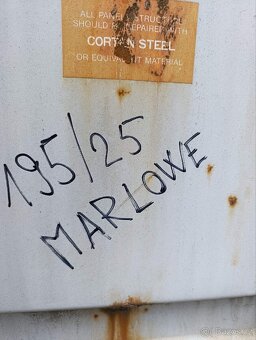 ALL PANEL STRUCTURE
SHOULD BE REPAIRED WITH
CORTEN STEEL
OR EQUIVALENT MATERIAL
195/25
MARLOWE